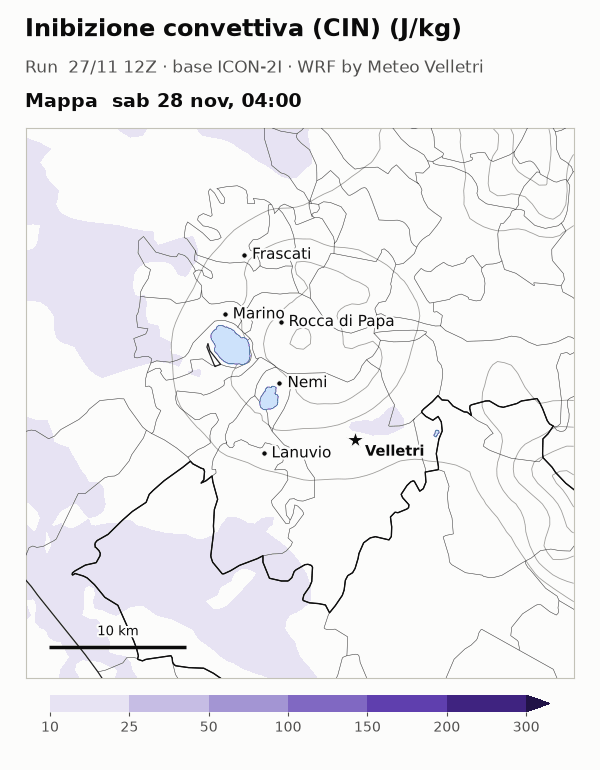 Inibizione convettiva (CIN) (J/kg)
Run  27/11 12Z · base ICON-2I · WRF by Meteo Velletri
Mappa  sab 28 nov, 04:00
Frascati
Marino
Rocca di Papa
Nemi
Velletri
Lanuvio
10 km
10 25 50 100 150 200 300